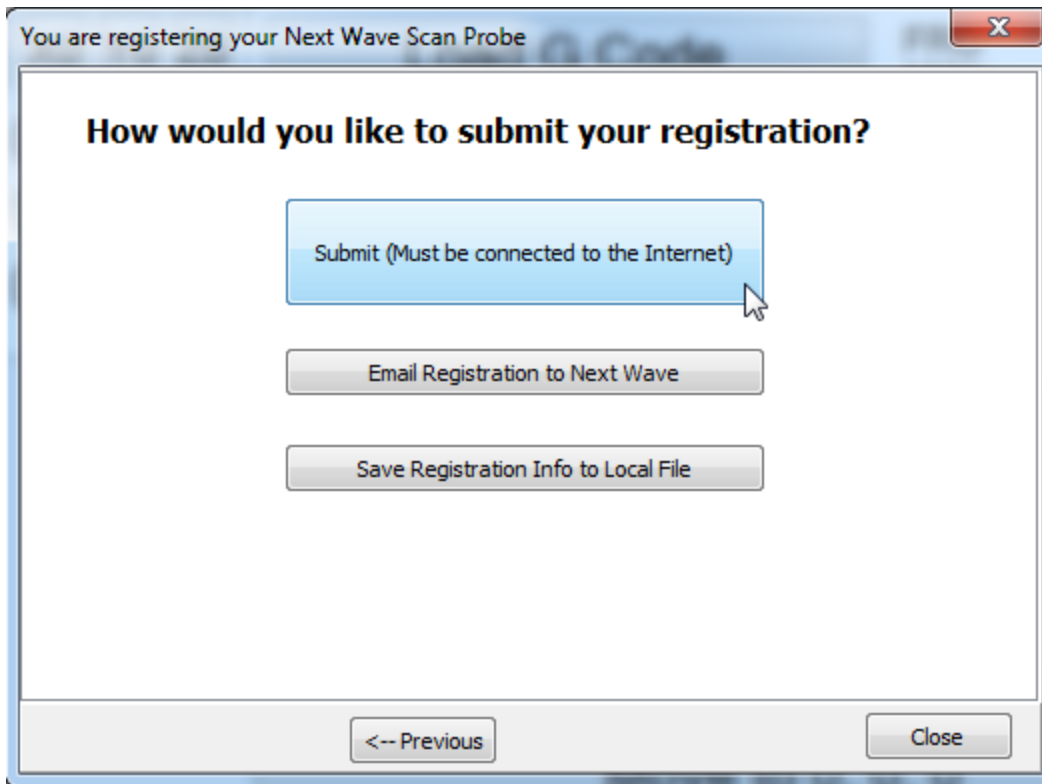 You are registering your Next Wave Scan Probe
How would you like to submit your registration?
Submit (Must be connected to the Internet)
Email Registration to Next Wave
Save Registration Info to Local File
<-- Previous
Close